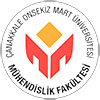 ÇANAKKALE ONSEKİZ MART ÜNİVERSİTESİ
MÜHENDİSLİK FAKÜLTESİ